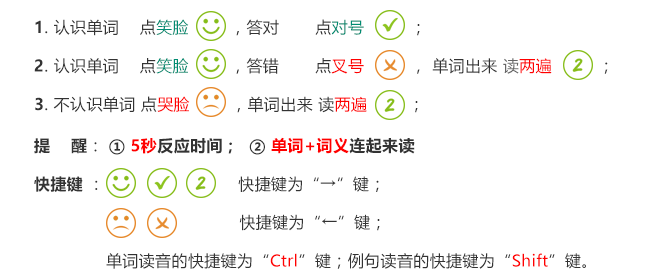 1. 认识单词 点笑脸 ，答对 点对号 ；
2. 认识单词 点笑脸 ，答错 点叉号 ， 单词出来 读两遍 2 ；
3. 不认识单词 点哭脸 ，单词出来 读两遍 2 ；
提 醒：① 5秒反应时间； ② 单词+词义连起来读
快捷键 ： 2 快捷键为“→”键；
快捷键为“←”键；
单词读音的快捷键为“Ctrl”键；例句读音的快捷键为“Shift”键。